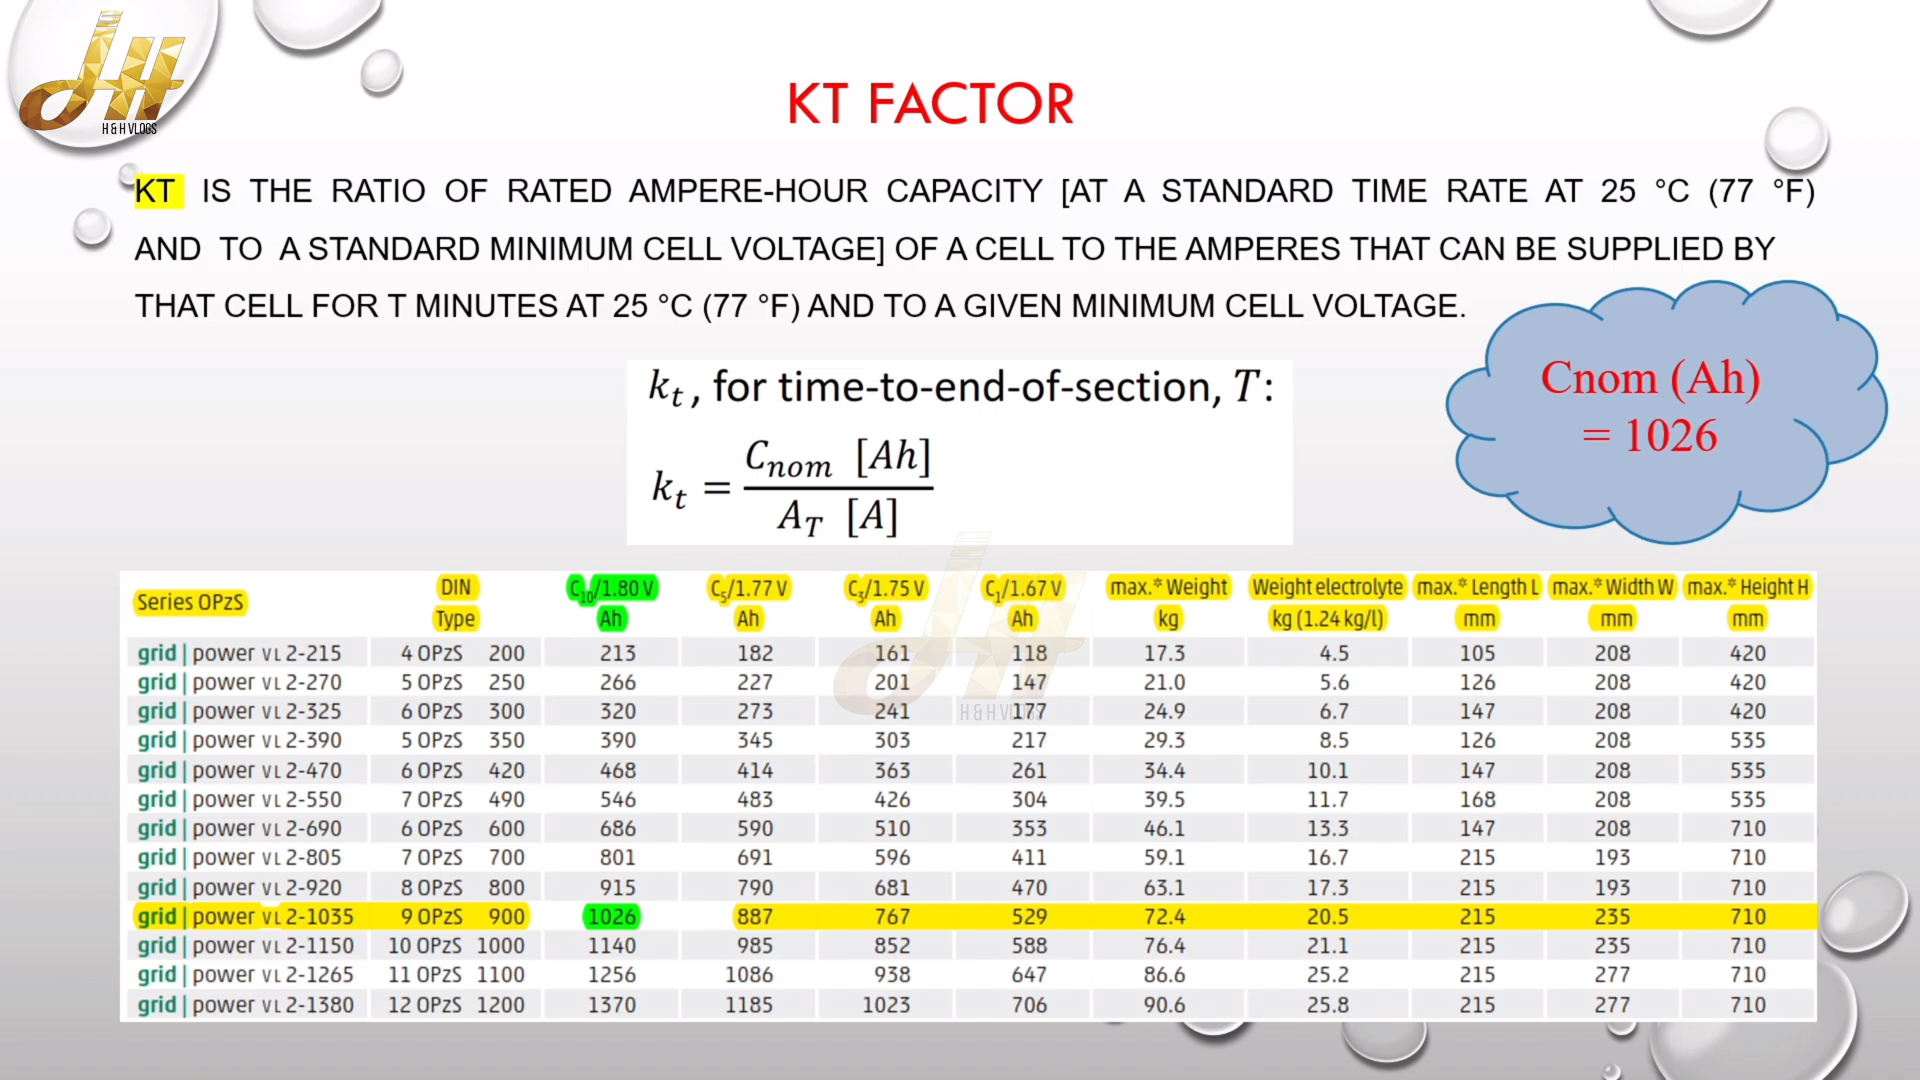 H & H VLOGS
KT FACTOR
KT IS THE RATIO OF RATED AMPERE-HOUR CAPACITY [AT A STANDARD TIME RATE AT 25 °C (77 °F)
AND TO A STANDARD MINIMUM CELL VOLTAGE] OF A CELL TO THE AMPERES THAT CAN BE SUPPLIED BY
THAT CELL FOR T MINUTES AT 25 °C (77 °F) AND TO A GIVEN MINIMUM CELL VOLTAGE.
Cnom (Ah)
= 1026
kt, for time-to-end-of-section, T:
kt = Cnom [Ah] / AT [A]
Series OPzS DIN Type C10/1.80 V Ah C5/1.77 V Ah C3/1.75 V Ah C1/1.67 V Ah max.* Weight kg Weight electrolyte kg (1.24 kg/l) max.* Length L mm max.* Width W mm max.* Height H mm
grid | power VL 2-215 4 OPzS 200 213 182 161 118 17.3 4.5 105 208 420
grid | power VL 2-270 5 OPzS 250 266 227 201 147 21.0 5.6 126 208 420
grid | power VL 2-325 6 OPzS 300 320 273 241 177 24.9 6.7 147 208 420
grid | power VL 2-390 5 OPzS 350 390 345 303 217 29.3 8.5 126 208 535
grid | power VL 2-470 6 OPzS 420 468 414 363 261 34.4 10.1 147 208 535
grid | power VL 2-550 7 OPzS 490 546 483 426 304 39.5 11.7 168 208 535
grid | power VL 2-690 6 OPzS 600 686 590 510 353 46.1 13.3 147 208 710
grid | power VL 2-805 7 OPzS 700 801 691 596 411 59.1 16.7 215 193 710
grid | power VL 2-920 8 OPzS 800 915 790 681 470 63.1 17.3 215 193 710
grid | power VL 2-1035 9 OPzS 900 1026 887 767 529 72.4 20.5 215 235 710
grid | power VL 2-1150 10 OPzS 1000 1140 985 852 588 76.4 21.1 215 235 710
grid | power VL 2-1265 11 OPzS 1100 1256 1086 938 647 86.6 25.2 215 277 710
grid | power VL 2-1380 12 OPzS 1200 1370 1185 1023 706 90.6 25.8 215 277 710